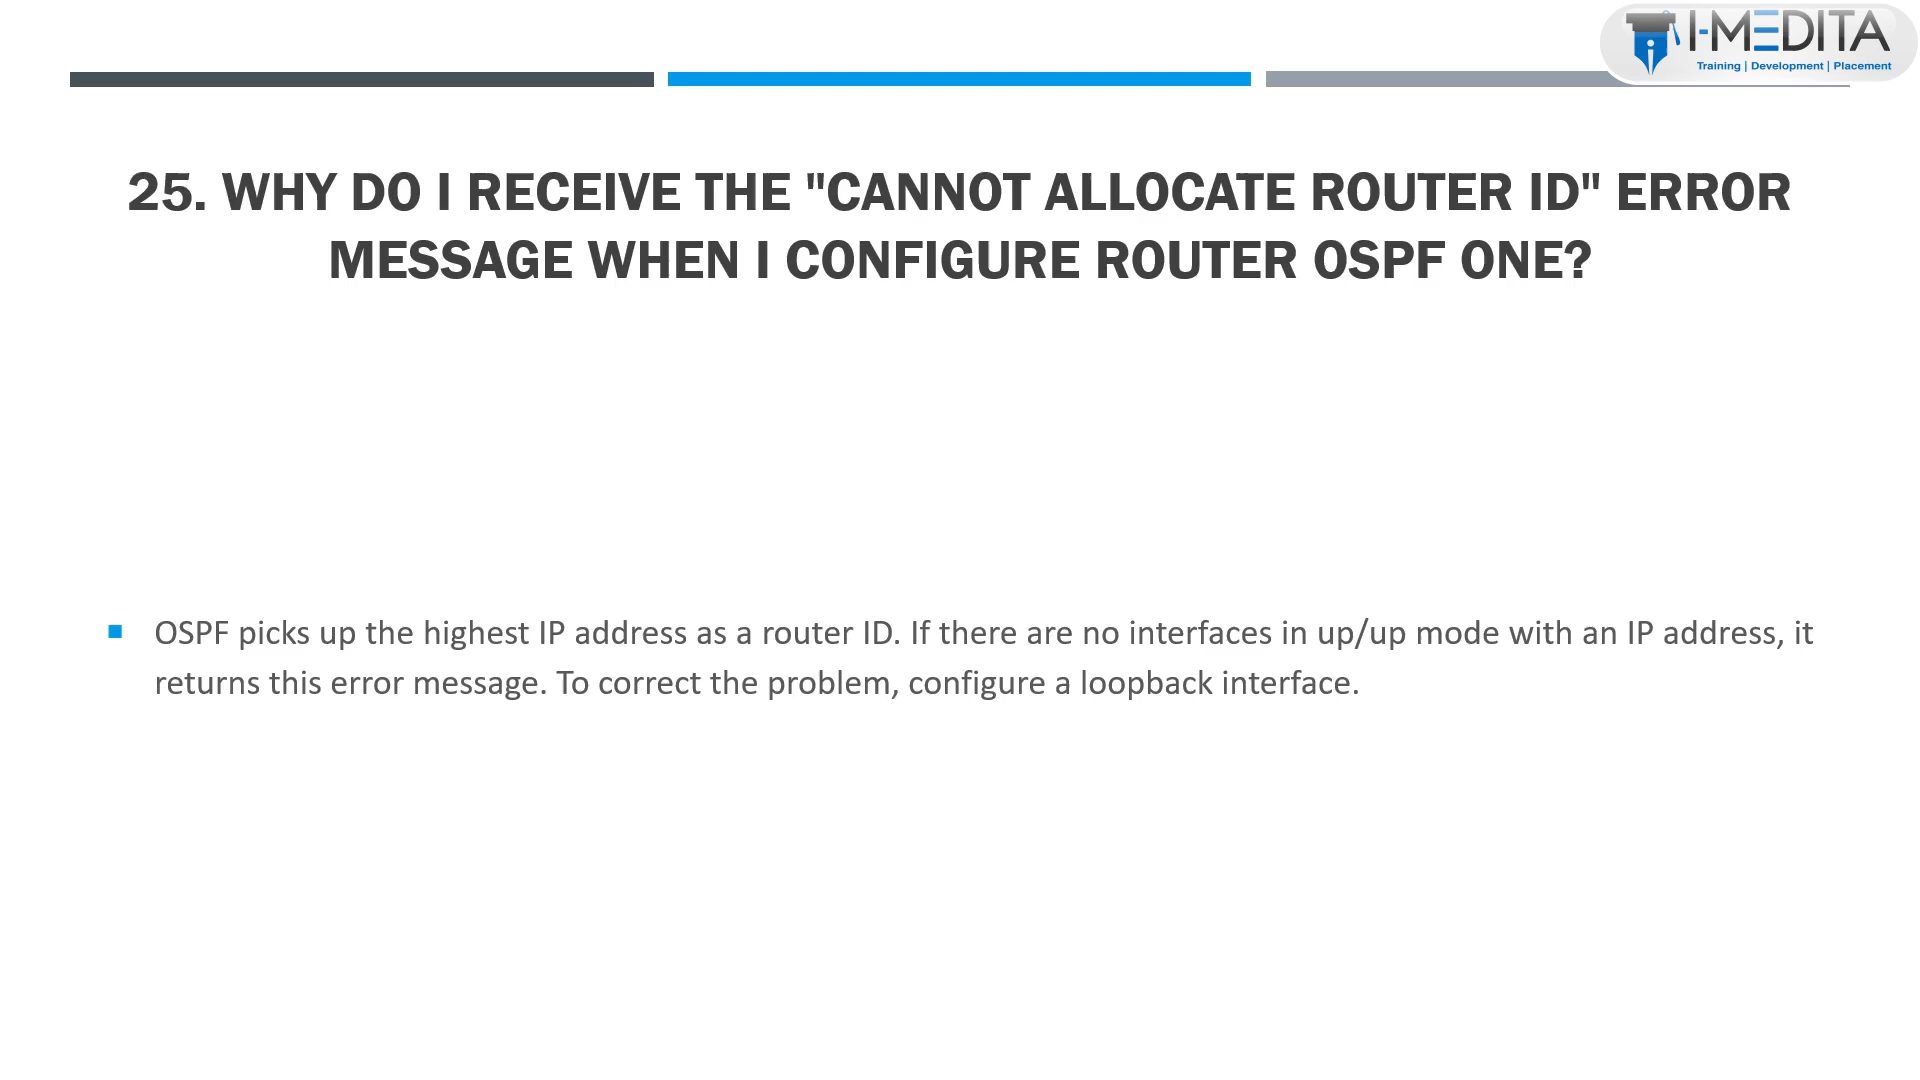 I-MEDITA
Training | Development | Placement
25. WHY DO I RECEIVE THE "CANNOT ALLOCATE ROUTER ID" ERROR
MESSAGE WHEN I CONFIGURE ROUTER OSPF ONE?
OSPF picks up the highest IP address as a router ID. If there are no interfaces in up/up mode with an IP address, it
returns this error message. To correct the problem, configure a loopback interface.